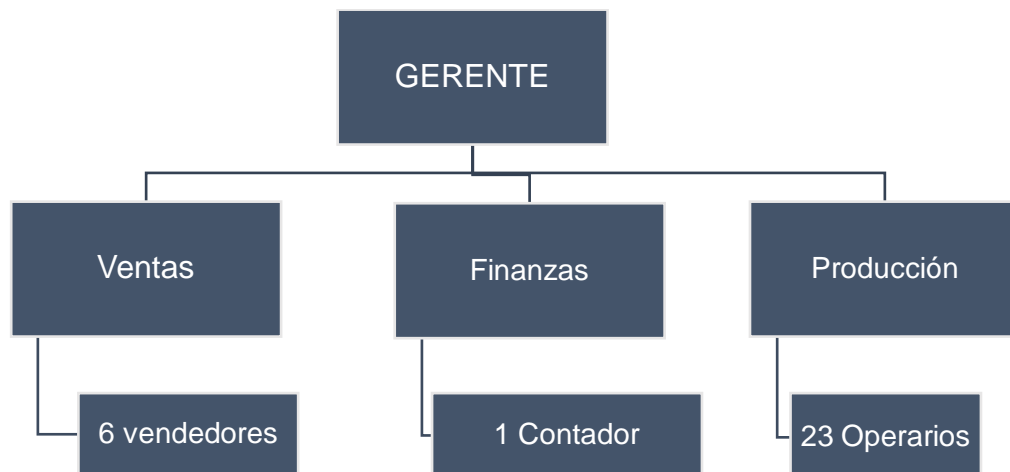 GERENTE
Ventas
Finanzas
Producción
6 vendedores
1 Contador
23 Operarios